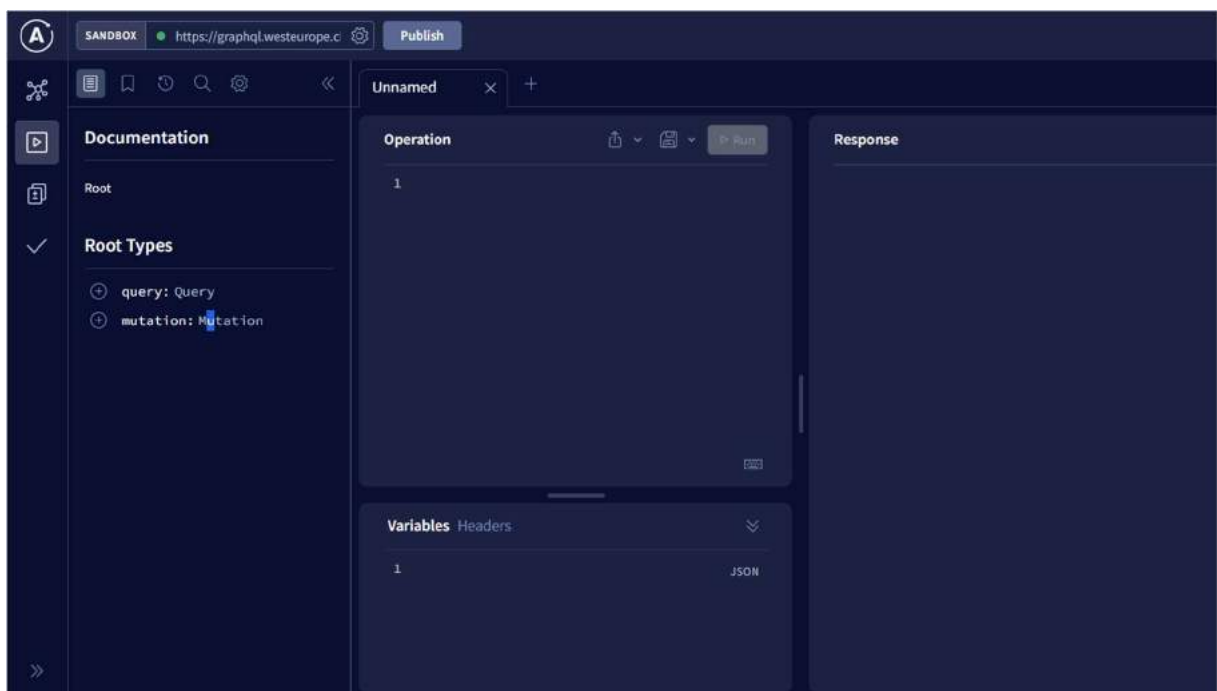 SANDBOX https://graphql.westeurope.c Publish
Unnamed
Documentation
Root
Root Types
query: Query
mutation: Mutation
Operation
Run
1
Variables Headers
1
JSON
Response